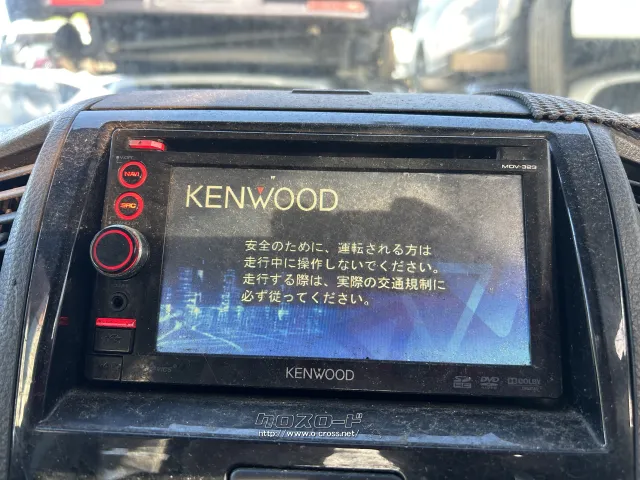 MDV-323
NAVI
SRC
KENWOOD
安全のために、運転される方は
走行中に操作しないでください。
走行する際は、実際の交通規制に
必ず従ってください。
KENWOOD
DVD
DOLBY
クロスロード
http://www.o-cross.net/